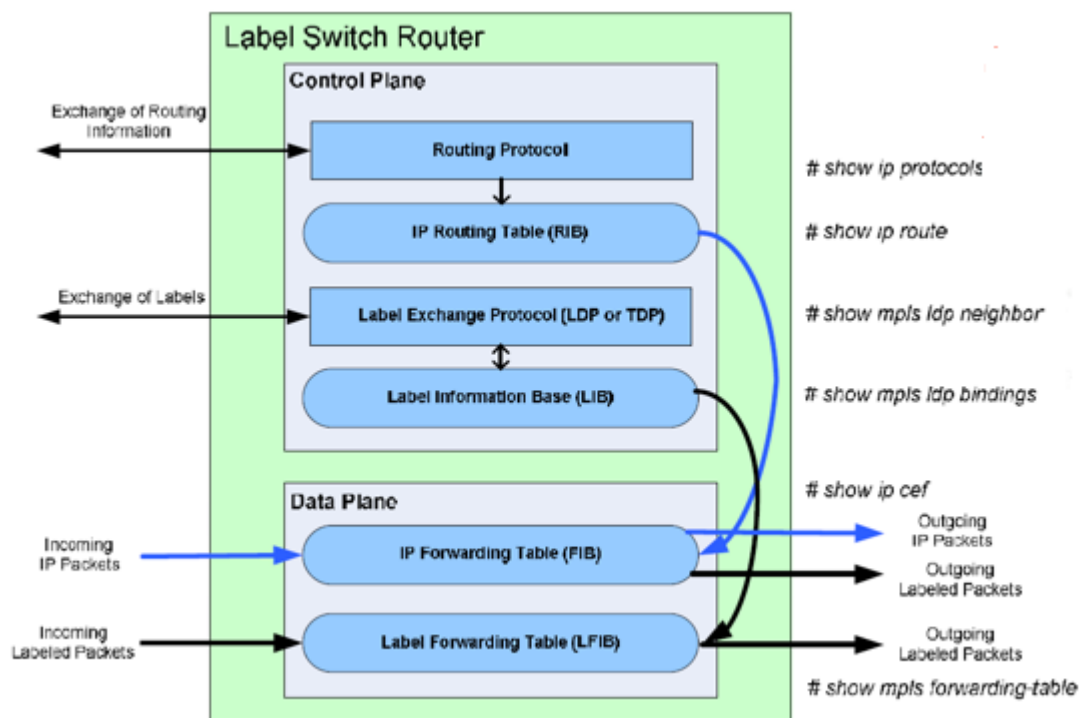 Label Switch Router
Control Plane
Exchange of Routing
Information
Routing Protocol
# show ip protocols
IP Routing Table (RIB)
# show ip route
Exchange of Labels
Label Exchange Protocol (LDP or TDP)
# show mpls ldp neighbor
Label Information Base (LIB)
# show mpls ldp bindings
Data Plane
# show ip cef
Incoming
IP Packets
IP Forwarding Table (FIB)
Outgoing
IP Packets
Outgoing
Labeled Packets
Incoming
Labeled Packets
Label Forwarding Table (LFIB)
Outgoing
Labeled Packets
# show mpls forwarding-table